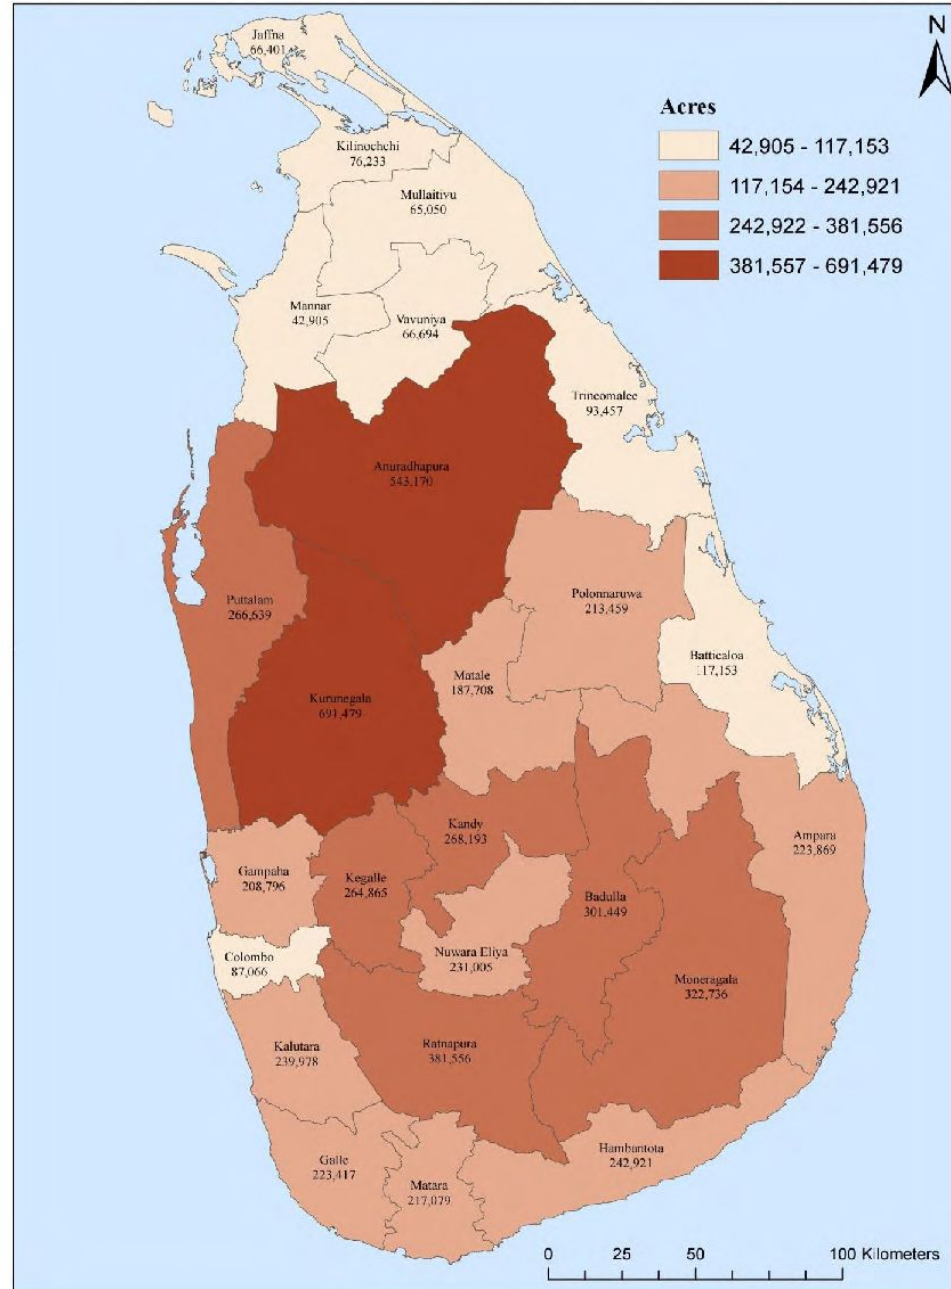 N
Acres
42,905 - 117,153
117,154 - 242,921
242,922 - 381,556
381,557 - 691,479
Jaffna
66,401
Kilinochchi
76,233
Mullaitivu
65,050
Mannar
42,905
Vavuniya
66,694
Trincomalee
93,457
Anuradhapura
543,170
Puttalam
266,639
Polonnaruwa
213,459
Batticaloa
117,153
Matale
187,708
Kurunegala
691,479
Kandy
268,193
Ampara
223,869
Gampaha
208,796
Kegalle
264,865
Badulla
301,449
Nuwara Eliya
231,005
Colombo
87,066
Moneragala
322,736
Kalutara
239,978
Ratnapura
381,556
Hambantota
242,921
Galle
223,417
Matara
217,079
0 25 50 100 Kilometers